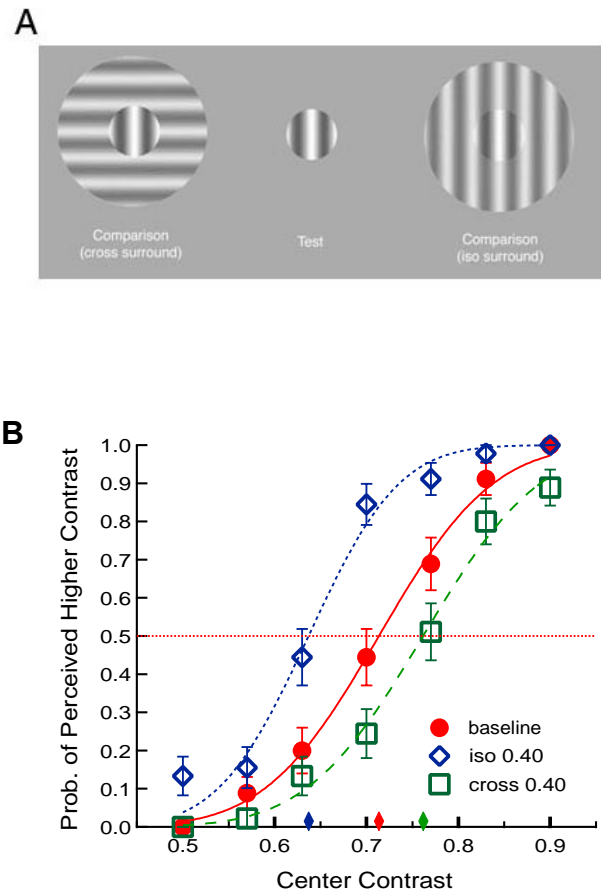 A
Comparison
(cross surround)
Test
Comparison
(iso surround)
B
Prob. of Perceived Higher Contrast
1.0
0.9
0.8
0.7
0.6
0.5
0.4
0.3
0.2
0.1
0.0
baseline
iso 0.40
cross 0.40
0.5
0.6
0.7
0.8
0.9
Center Contrast